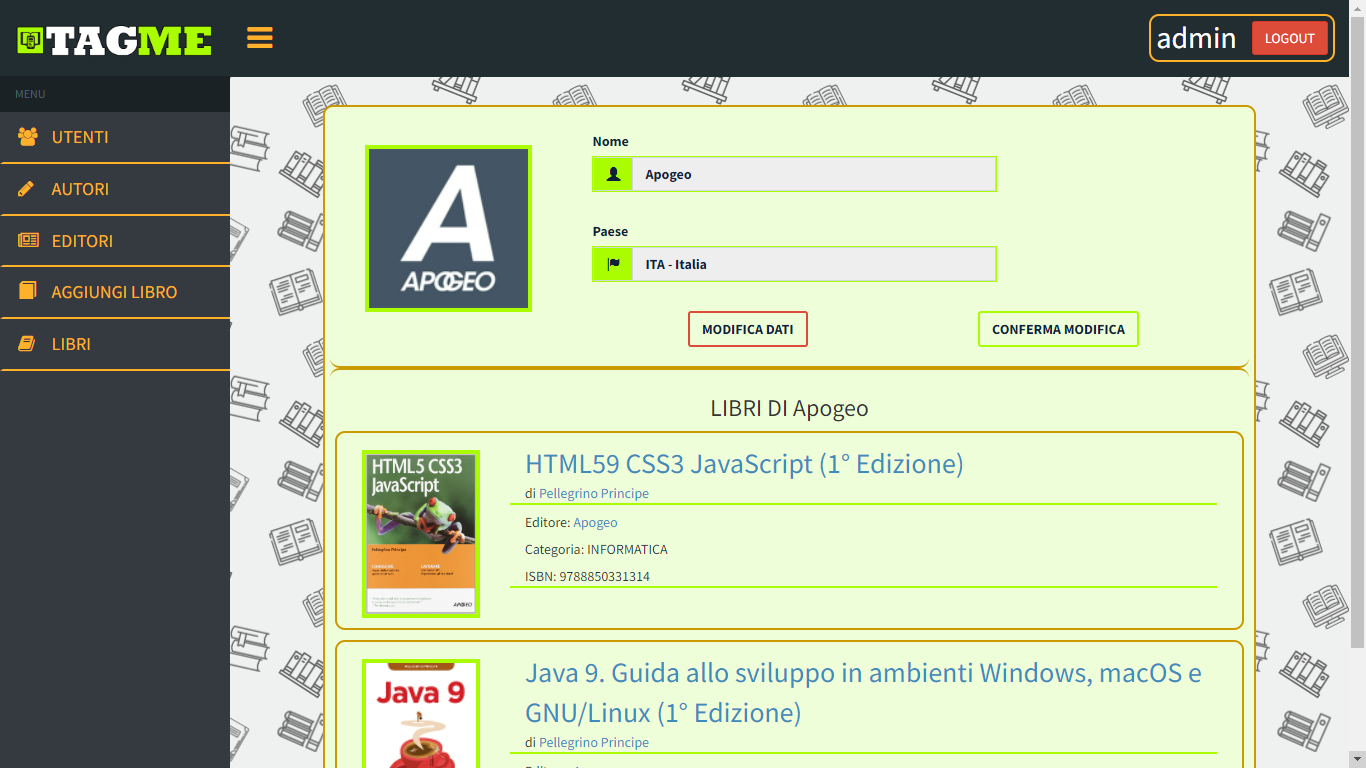 TAGME
admin
LOGOUT
MENU
UTENTI
AUTORI
EDITORI
AGGIUNGI LIBRO
LIBRI
A
APOGEO
Nome
Apogeo
Paese
ITA - Italia
MODIFICA DATI
CONFERMA MODIFICA
LIBRI DI Apogeo
HTML5 CSS3
JavaScript
Pellegrino Principe
APOGEO
HTML59 CSS3 JavaScript (1° Edizione)
di Pellegrino Principe
Editore: Apogeo
Categoria: INFORMATICA
ISBN: 9788850331314
Java 9
Java 9. Guida allo sviluppo in ambienti Windows, macOS e
GNU/Linux (1° Edizione)
di Pellegrino Principe